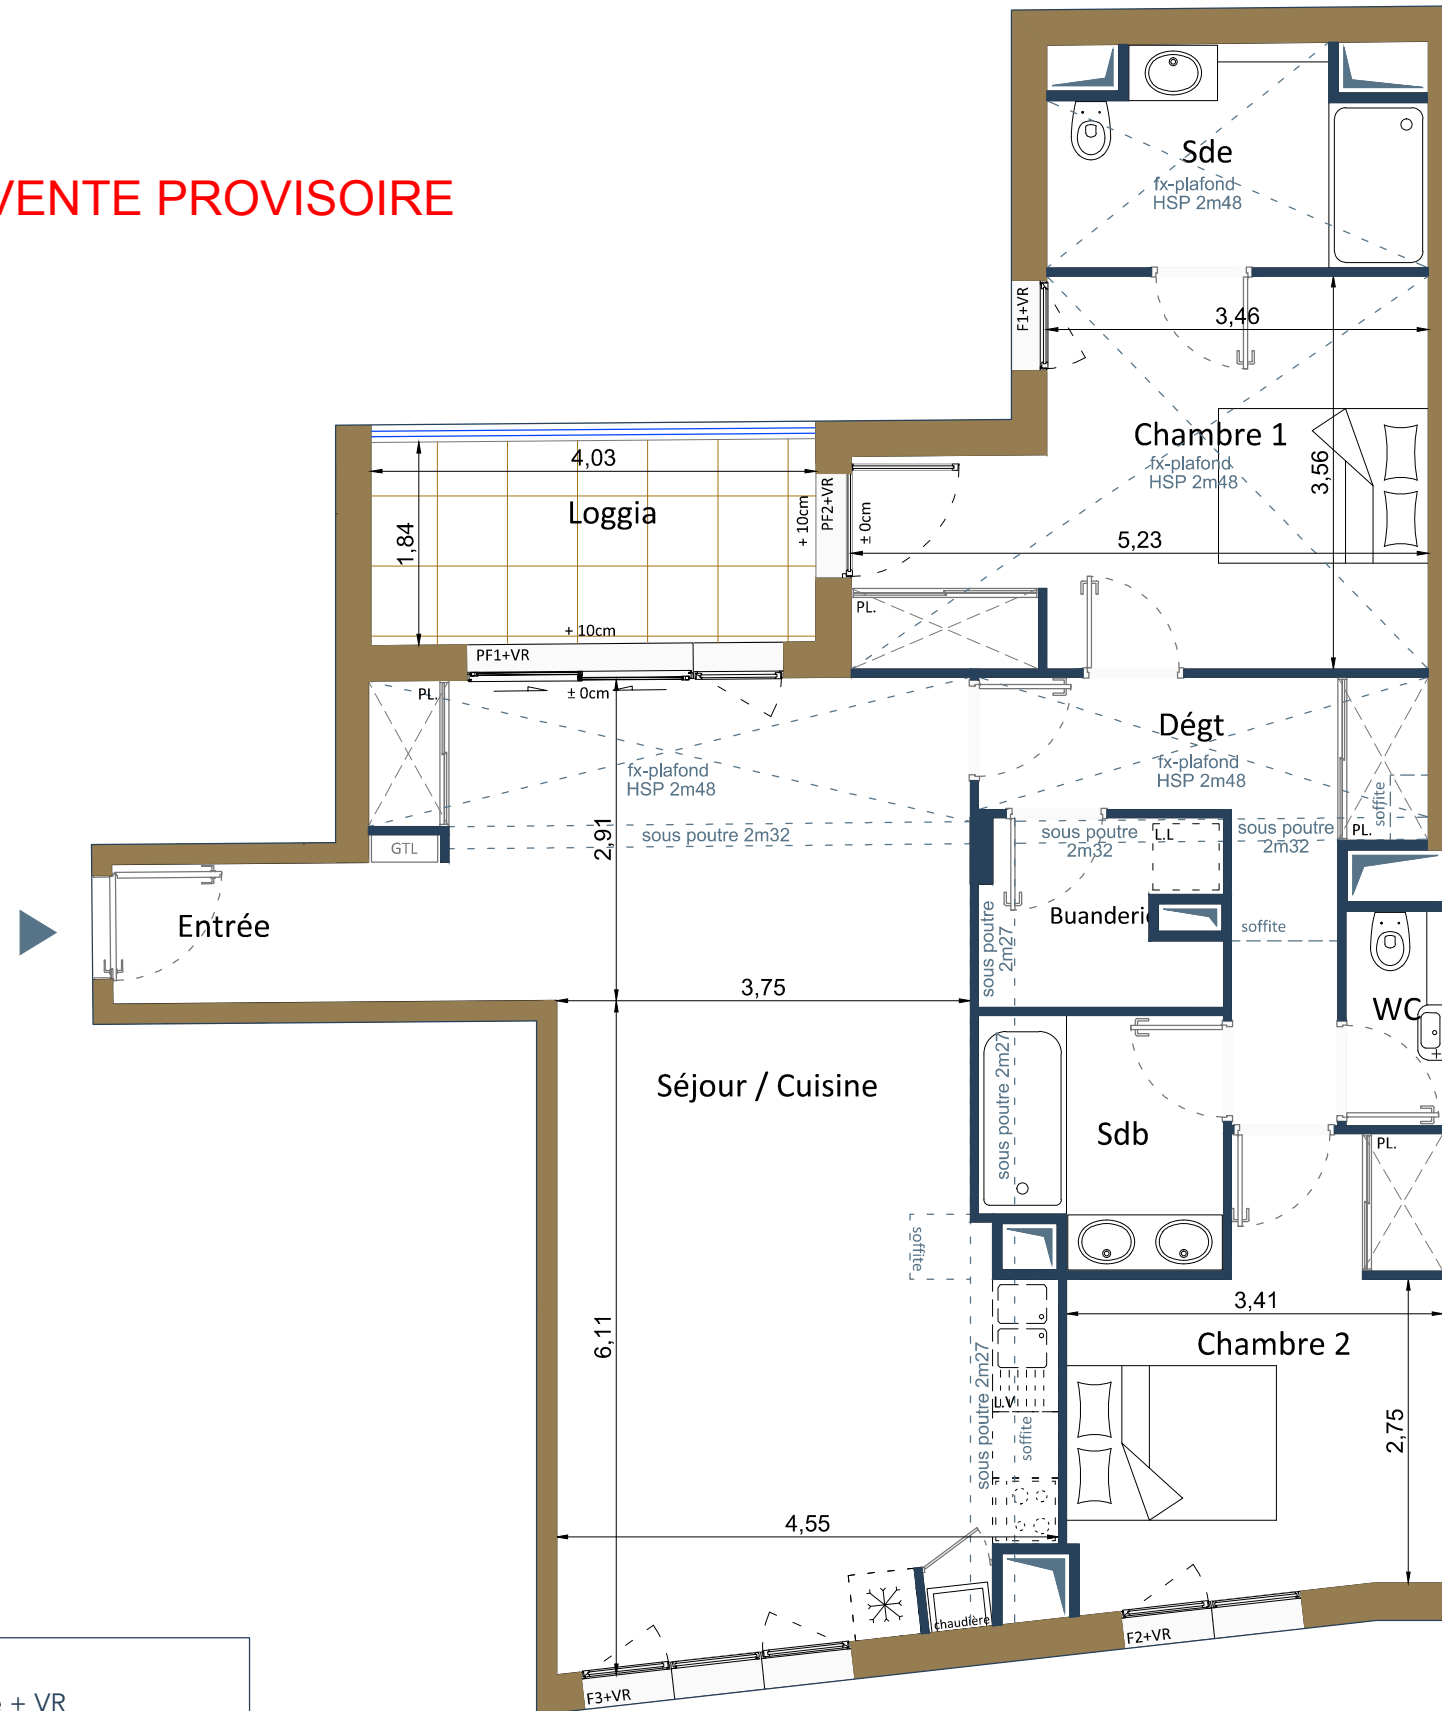 VENTE PROVISOIRE
Sde
fx-plafond
HSP 2m48
F1+VR
3,46
Chambre 1
fx-plafond
HSP 2m48
3,56
5,23
4,03
Loggia
1,84
+ 10cm
PF2+VR
± 0cm
PL.
+ 10cm
PF1+VR
± 0cm
PL.
Dégt
fx-plafond
HSP 2m48
fx-plafond
HSP 2m48
soffite
PL.
2,91
sous poutre 2m32
sous poutre
2m32
L.L
sous poutre
2m32
GTL
Entrée
Buanderie
sous poutre
2m27
soffite
3,75
WC
Séjour / Cuisine
sous poutre 2m27
Sdb
PL.
soffite
6,11
3,41
Chambre 2
sous poutre 2m27
L.V
soffite
2,75
4,55
chaudière
F2+VR
F3+VR
+ VR